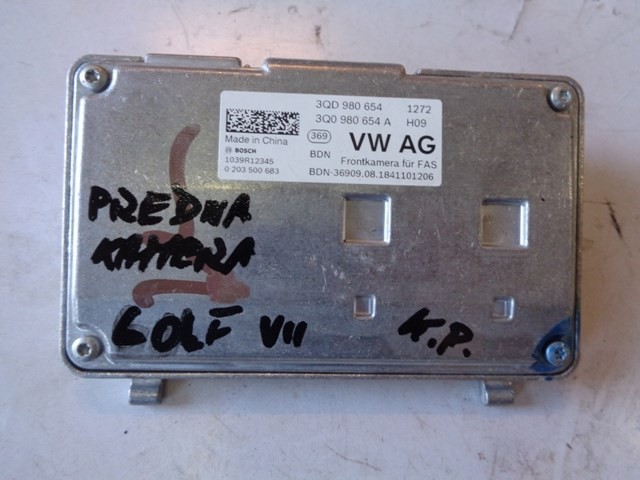 3QD 980 654 1272
3Q0 980 654 A H09
369 VW AG
Made in China
BOSCH BDN Frontkamera für FAS
1039R12345
0 203 500 683 BDN-36909.08.1841101206
PREDNA
KAMERA
GOLF VII K.P.